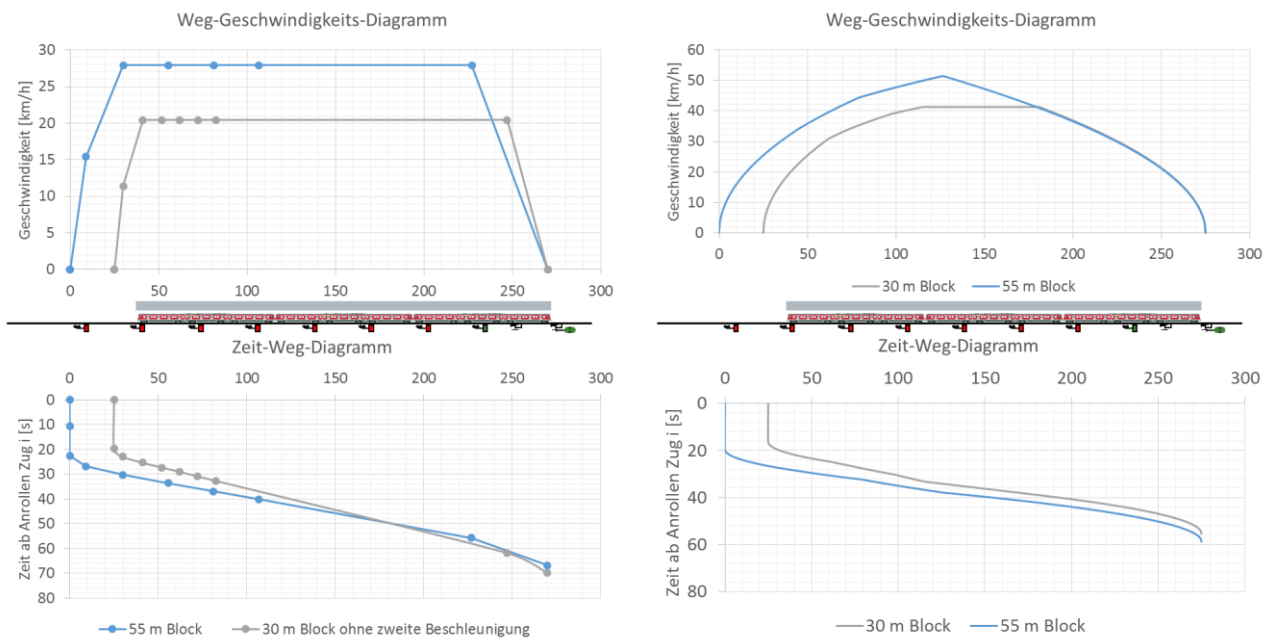 Weg-Geschwindigkeits-Diagramm
Geschwindigkeit [km/h]
30
25
20
15
10
5
0
0 50 100 150 200 250 300
Zeit-Weg-Diagramm
0 50 100 150 200 250 300
Zeit ab Anrollen Zug i [s]
0
10
20
30
40
50
60
70
80
55 m Block 30 m Block ohne zweite Beschleunigung
Weg-Geschwindigkeits-Diagramm
Geschwindigkeit [km/h]
60
50
40
30
20
10
0
0 50 100 150 200 250 300
30 m Block 55 m Block
Zeit-Weg-Diagramm
0 50 100 150 200 250 300
Zeit ab Anrollen Zug i [s]
0
20
40
60
80
30 m Block 55 m Block